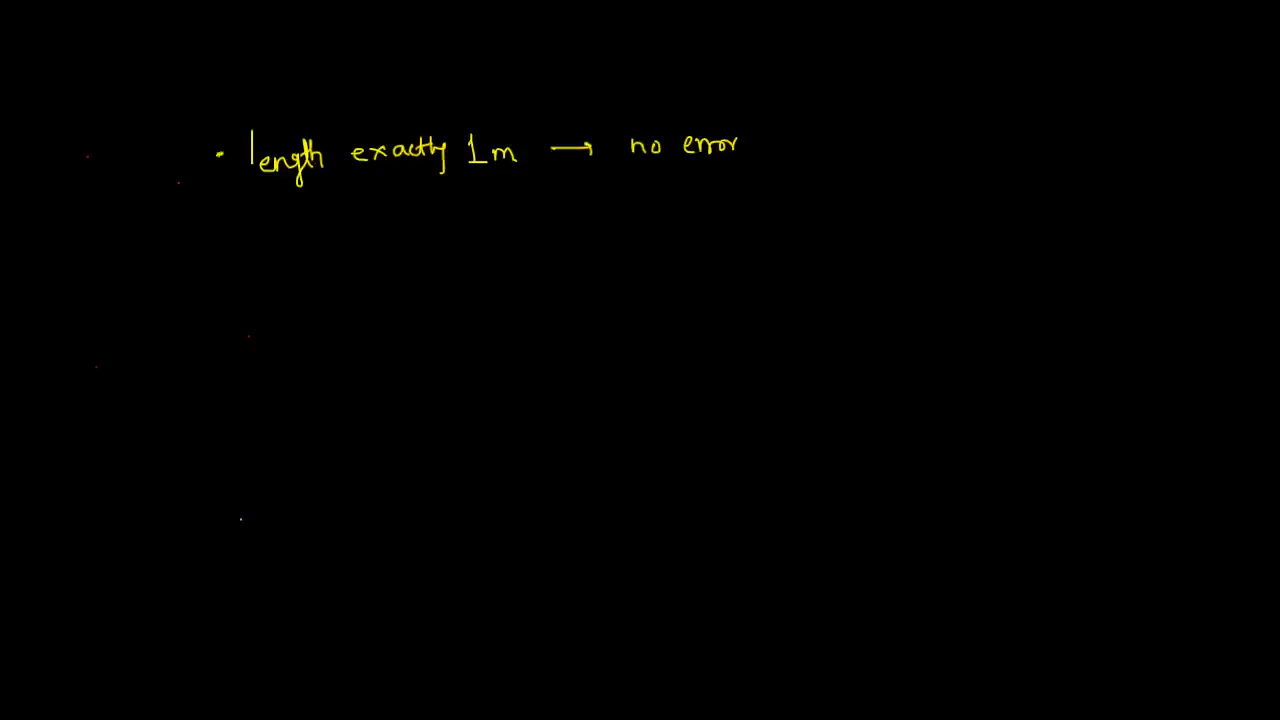 · length exactly 1m → no error